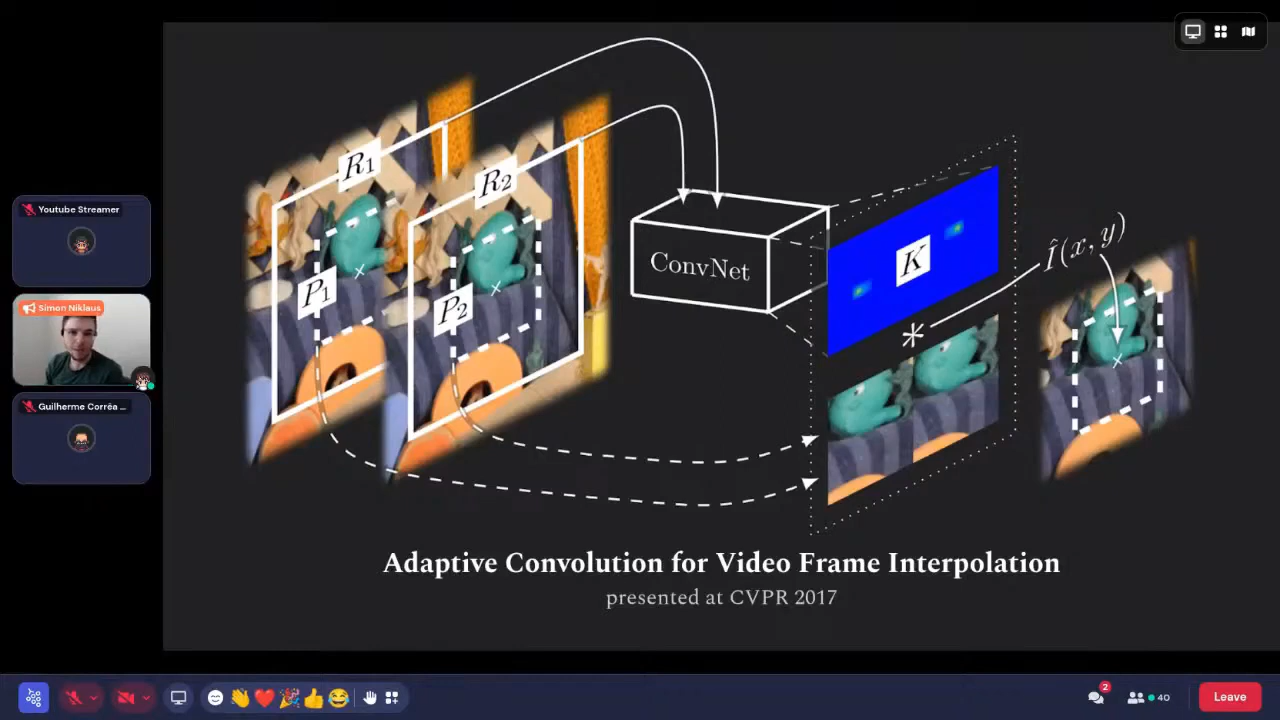 Youtube Streamer
Simon Niklaus
Guilherme Corrêa ...
R1
R2
P1
P2
ConvNet
K
*
Î(x, y)
Adaptive Convolution for Video Frame Interpolation
presented at CVPR 2017
2
40
Leave